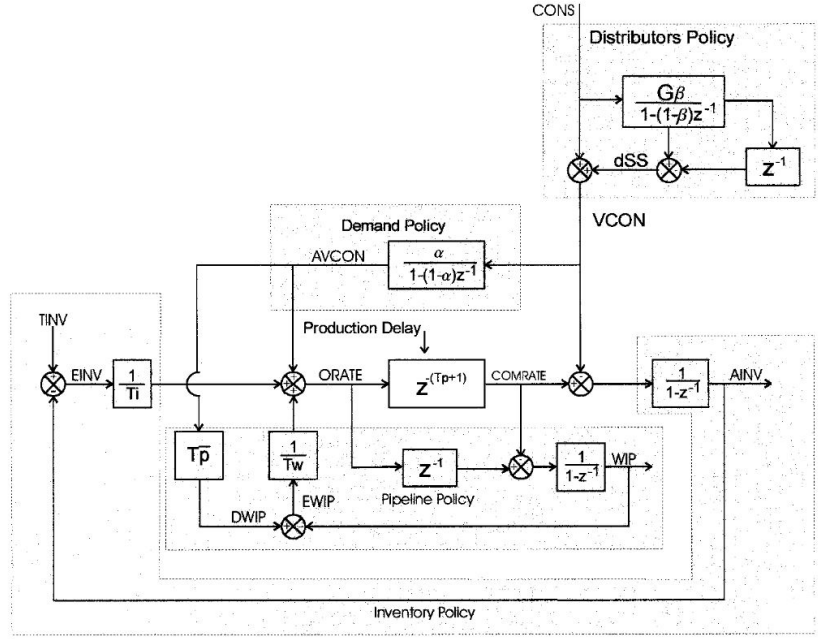 CONS
Distributors Policy
Gβ
1-(1-β)z⁻¹
dSS
z⁻¹
VCON
Demand Policy
AVCON
α
1-(1-α)z⁻¹
Production Delay
TINV
EINV
1
Ti
ORATE
z⁻⁽ᵀᵖ⁺¹⁾
COMRATE
1
1-z⁻¹
AINV
Tp̅
1
Tw
z⁻¹
1
1-z⁻¹
WIP
Pipeline Policy
EWIP
DWIP
Inventory Policy